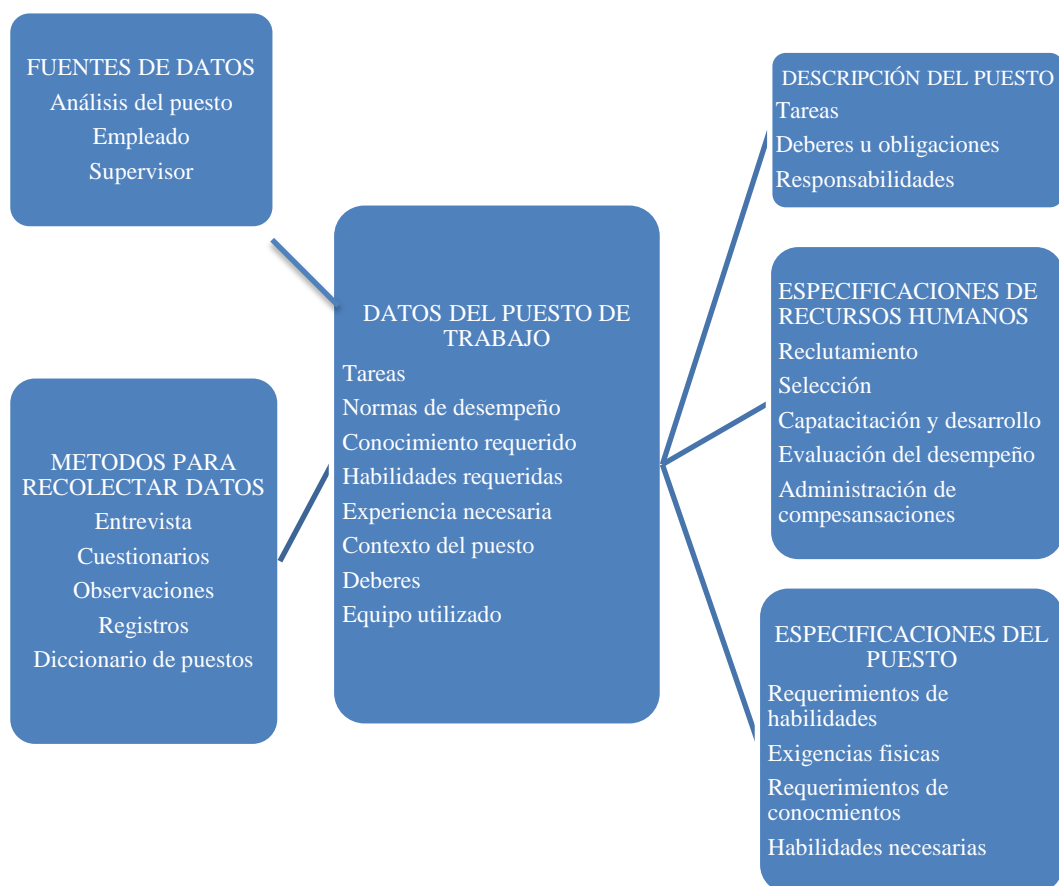 FUENTES DE DATOS
Análisis del puesto
Empleado
Supervisor
METODOS PARA
RECOLECTAR DATOS
Entrevista
Cuestionarios
Observaciones
Registros
Diccionario de puestos
DATOS DEL PUESTO DE
TRABAJO
Tareas
Normas de desempeño
Conocimiento requerido
Habilidades requeridas
Experiencia necesaria
Contexto del puesto
Deberes
Equipo utilizado
DESCRIPCIÓN DEL PUESTO
Tareas
Deberes u obligaciones
Responsabilidades
ESPECIFICACIONES DE
RECURSOS HUMANOS
Reclutamiento
Selección
Capatacitación y desarrollo
Evaluación del desempeño
Administración de
compesansaciones
ESPECIFICACIONES DEL
PUESTO
Requerimientos de
habilidades
Exigencias fisicas
Requerimientos de
conocmientos
Habilidades necesarias